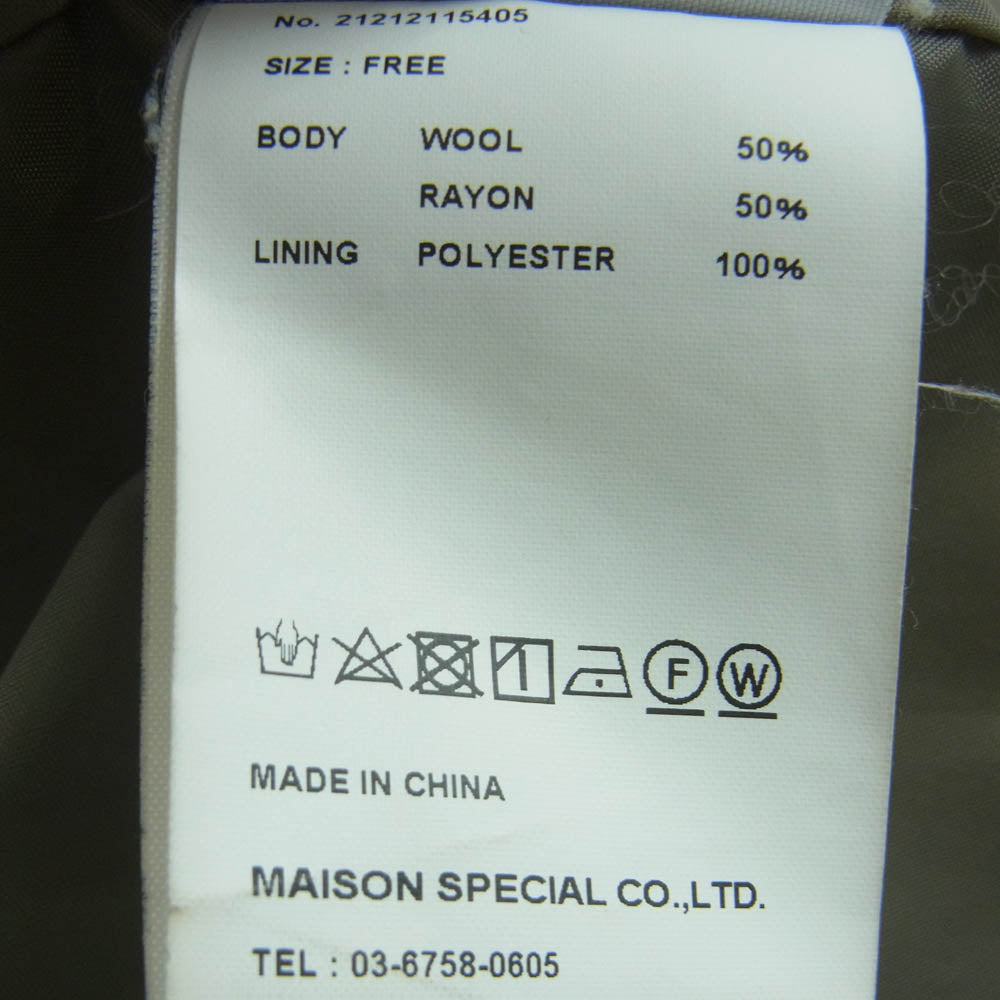 No. 21212115405
SIZE : FREE
BODY WOOL 50%
RAYON 50%
LINING POLYESTER 100%
F W
MADE IN CHINA
MAISON SPECIAL CO.,LTD.
TEL : 03-6758-0605